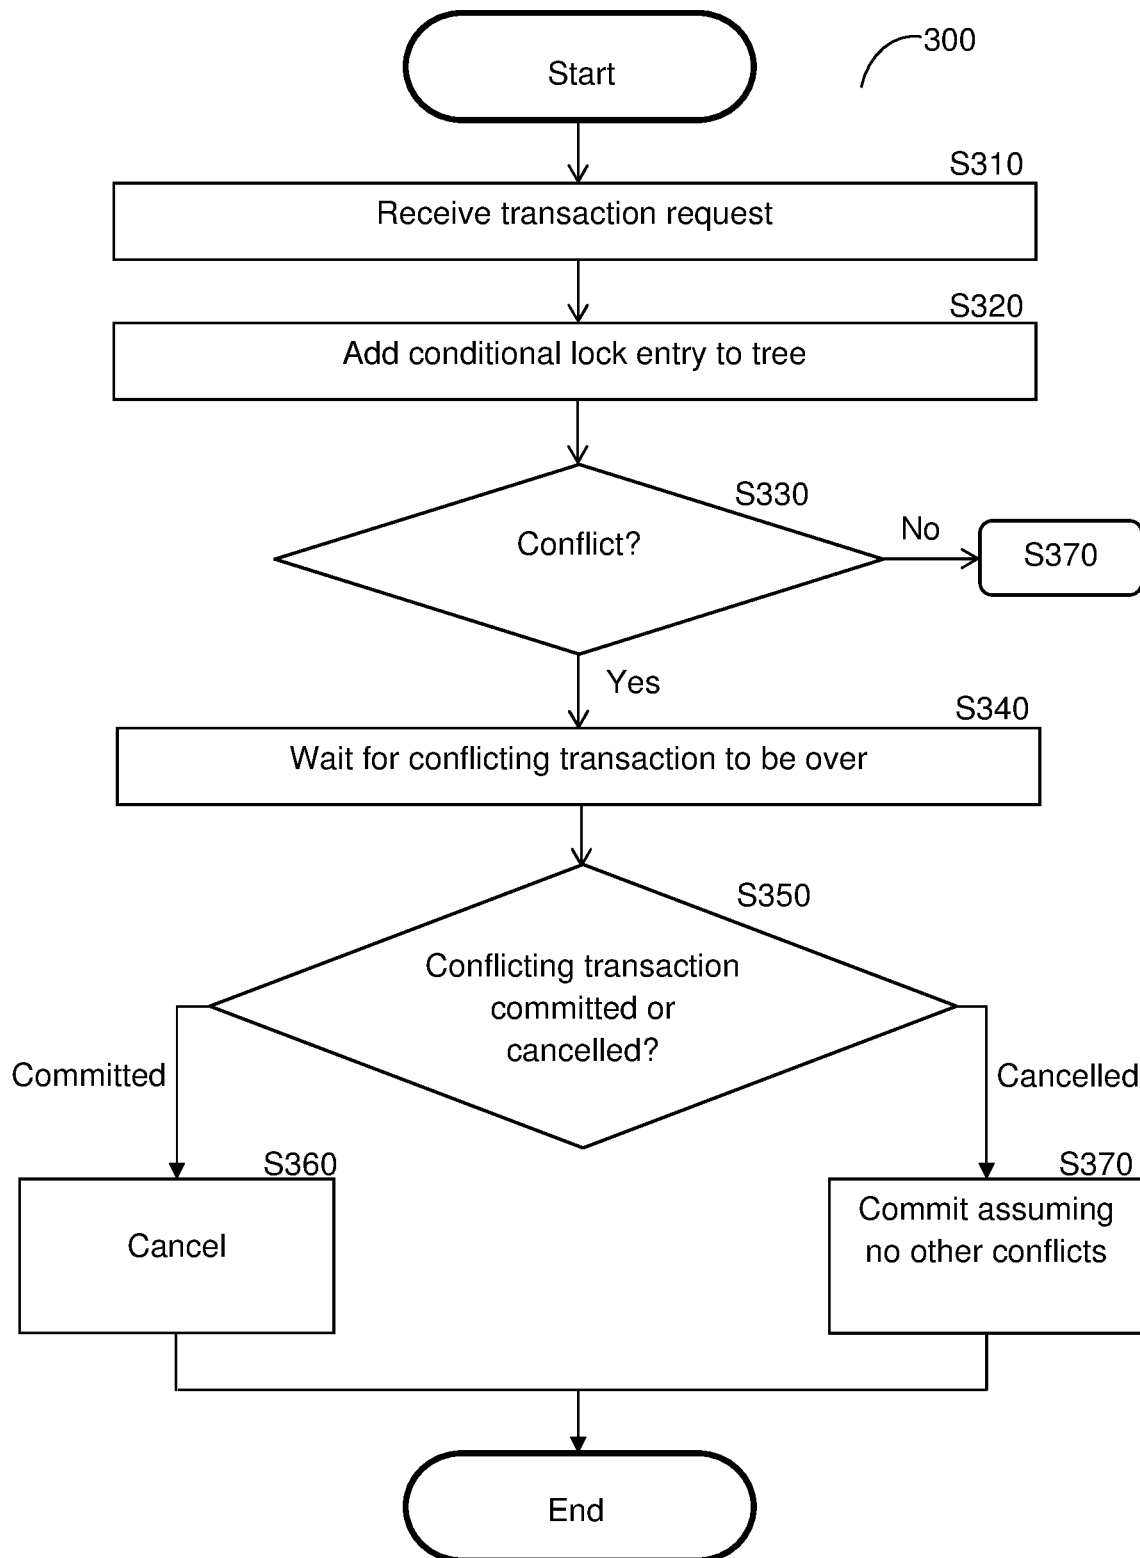 Start
300
S310
Receive transaction request
S320
Add conditional lock entry to tree
S330
Conflict?
No
S370
Yes
S340
Wait for conflicting transaction to be over
S350
Conflicting transaction
committed or
cancelled?
Committed
Cancelled
S360
Cancel
S370
Commit assuming
no other conflicts
End